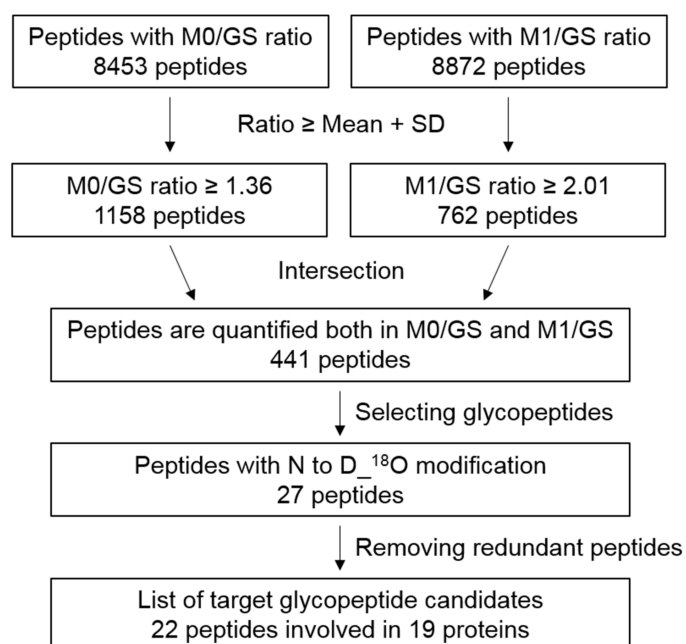 Peptides with M0/GS ratio
8453 peptides
Peptides with M1/GS ratio
8872 peptides
Ratio ≥ Mean + SD
M0/GS ratio ≥ 1.36
1158 peptides
M1/GS ratio ≥ 2.01
762 peptides
Intersection
Peptides are quantified both in M0/GS and M1/GS
441 peptides
Selecting glycopeptides
Peptides with N to D_¹⁸O modification
27 peptides
Removing redundant peptides
List of target glycopeptide candidates
22 peptides involved in 19 proteins